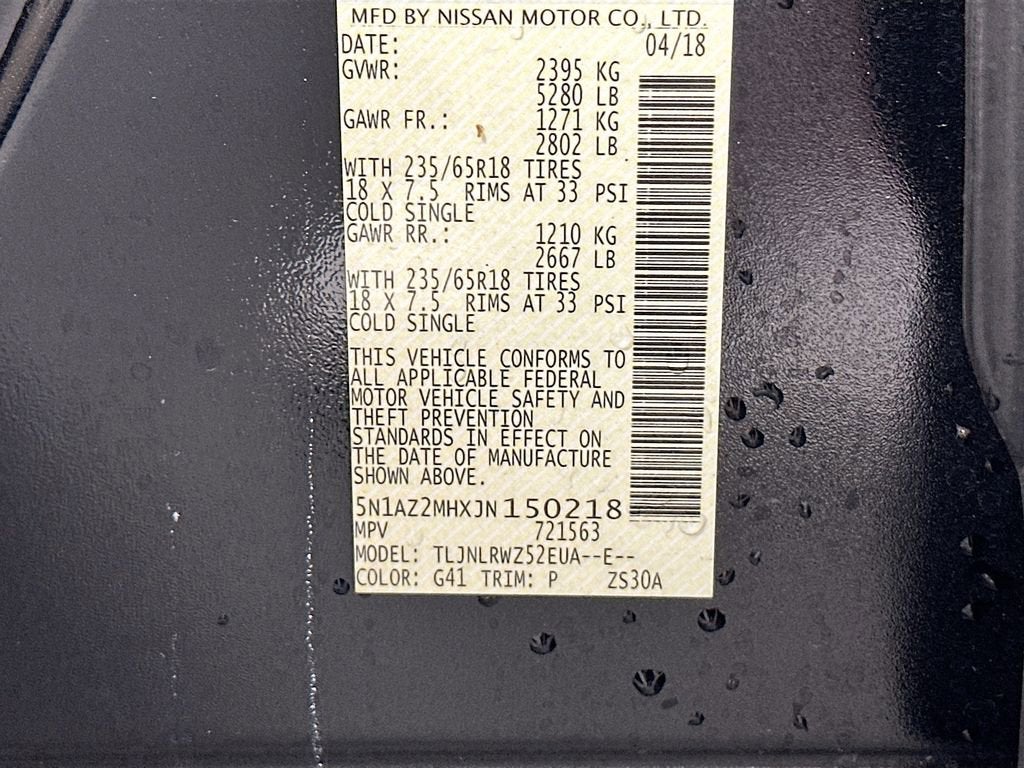 MFD BY NISSAN MOTOR CO., LTD.
DATE: 04/18
GVWR: 2395 KG
5280 LB
GAWR FR.: 1271 KG
2802 LB
WITH 235/65R18 TIRES
18 X 7.5 RIMS AT 33 PSI
COLD SINGLE
GAWR RR.: 1210 KG
2667 LB
WITH 235/65R18 TIRES
18 X 7.5 RIMS AT 33 PSI
COLD SINGLE
THIS VEHICLE CONFORMS TO
ALL APPLICABLE FEDERAL
MOTOR VEHICLE SAFETY AND
THEFT PREVENTION
STANDARDS IN EFFECT ON
THE DATE OF MANUFACTURE
SHOWN ABOVE.
5N1AZ2MHXJN150218
MPV 721563
MODEL: TLJNLRWZ52EUA--E--
COLOR: G41 TRIM: P ZS30A